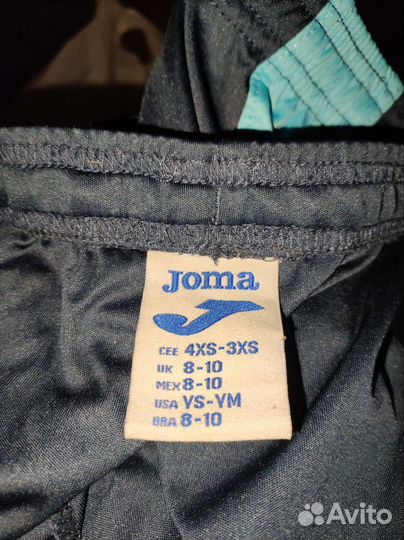 Joma
CEE 4XS-3XS
UK 8-10
MEX 8-10
USA YS-YM
BRA 8-10
Avito